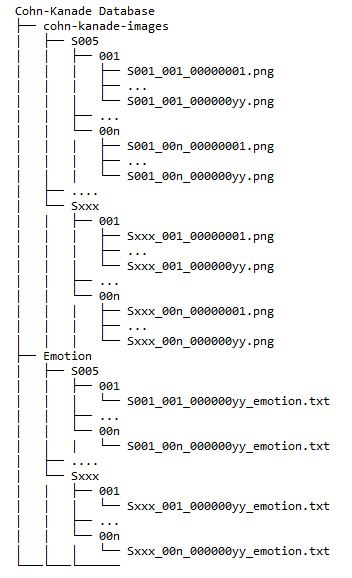 Cohn-Kanade Database
cohn-kanade-images
S005
001
S001_001_00000001.png
...
S001_001_000000yy.png
...
00n
S001_00n_00000001.png
...
S001_00n_000000yy.png
....
Sxxx
001
Sxxx_001_00000001.png
...
Sxxx_001_000000yy.png
...
00n
Sxxx_00n_00000001.png
...
Sxxx_00n_000000yy.png
Emotion
S005
001
S001_001_000000yy_emotion.txt
...
00n
S001_00n_000000yy_emotion.txt
....
Sxxx
001
Sxxx_001_000000yy_emotion.txt
...
00n
Sxxx_00n_000000yy_emotion.txt